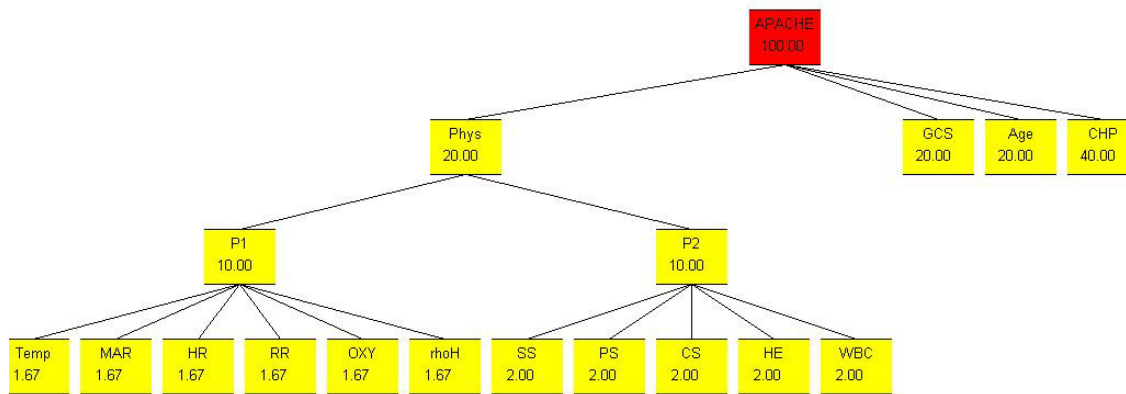 APACHE
100.00
Phys
20.00
GCS
20.00
Age
20.00
CHP
40.00
P1
10.00
P2
10.00
Temp
1.67
MAR
1.67
HR
1.67
RR
1.67
OXY
1.67
rhoH
1.67
SS
2.00
PS
2.00
CS
2.00
HE
2.00
WBC
2.00